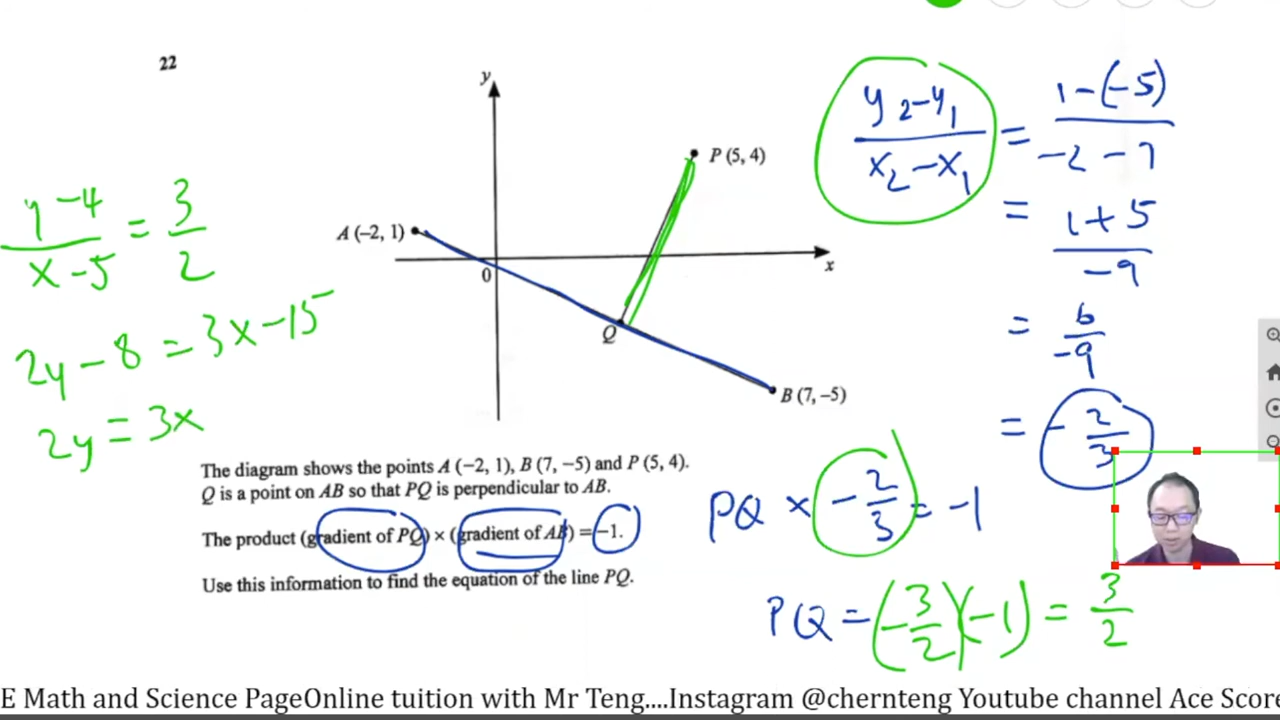 22
y
P (5, 4)
A (−2, 1)
0
x
Q
B (7, −5)
The diagram shows the points A (−2, 1), B (7, −5) and P (5, 4).
Q is a point on AB so that PQ is perpendicular to AB.
The product (gradient of PQ) × (gradient of AB) = −1.
Use this information to find the equation of the line PQ.
y−4 / x−5 = 3/2
2y − 8 = 3x − 15
2y = 3x
y₂−y₁ / x₂−x₁ = 1−(−5) / −2−7
= 1+5 / −9
= 6 / −9
= − 2/3
PQ × − 2/3 = −1
PQ = (− 3/2)(−1) = 3/2
E Math and Science PageOnline tuition with Mr Teng....Instagram @chernteng Youtube channel Ace Score